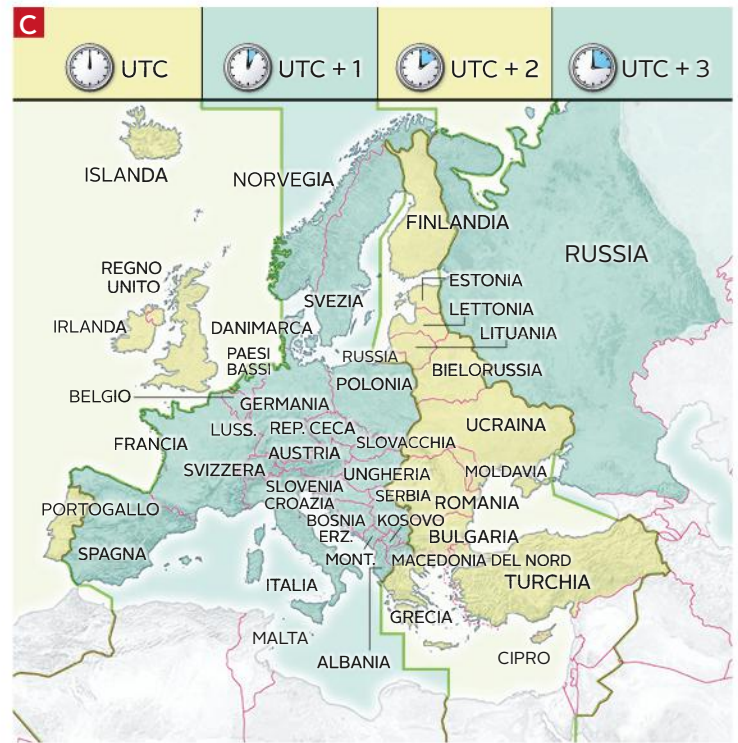 C
UTC
UTC + 1
UTC + 2
UTC + 3
ISLANDA
NORVEGIA
FINLANDIA
RUSSIA
REGNO
UNITO
ESTONIA
SVEZIA
LETTONIA
IRLANDA
DANIMARCA
LITUANIA
PAESI
BASSI
RUSSIA
BIELORUSSIA
POLONIA
BELGIO
GERMANIA
UCRAINA
LUSS.
REP. CECA
FRANCIA
SLOVACCHIA
AUSTRIA
SVIZZERA
UNGHERIA
MOLDAVIA
SLOVENIA
SERBIA
ROMANIA
CROAZIA
PORTOGALLO
BOSNIA
ERZ.
KOSOVO
BULGARIA
SPAGNA
MONT.
MACEDONIA DEL NORD
ITALIA
TURCHIA
GRECIA
MALTA
ALBANIA
CIPRO